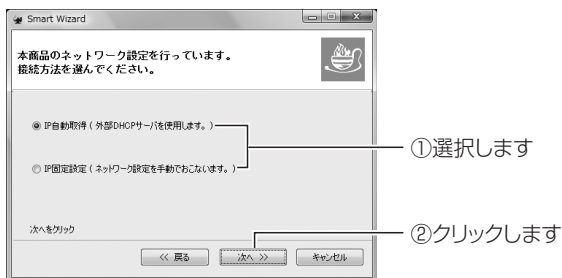 Smart Wizard
本商品のネットワーク設定を行っています。
接続方法を選んでください。
IP自動取得（外部DHCPサーバを使用します。）
IP固定設定（ネットワーク設定を手動でおこないます。）
①選択します
次へをクリック
②クリックします
<< 戻る
次へ >>
キャンセル